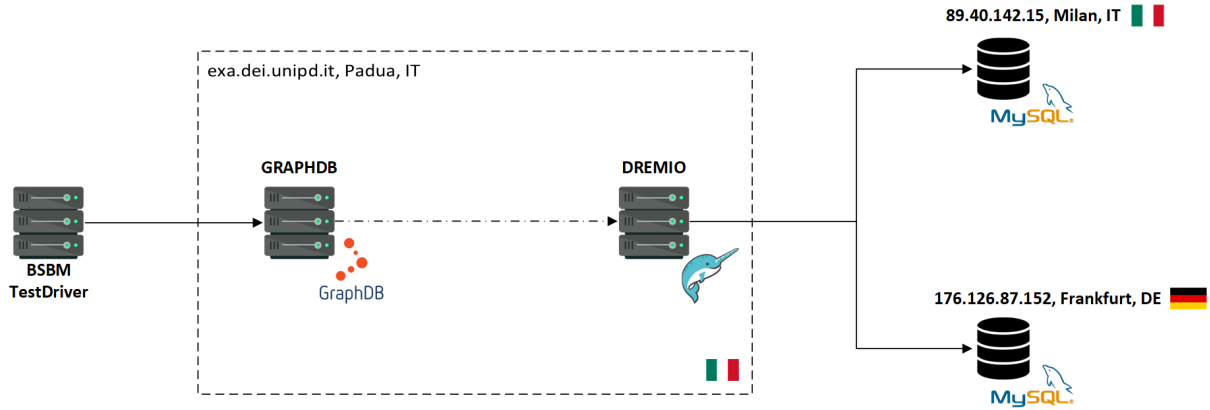 89.40.142.15, Milan, IT
exa.dei.unipd.it, Padua, IT
MySQL®
GRAPHDB
DREMIO
BSBM
TestDriver
GraphDB
176.126.87.152, Frankfurt, DE
MySQL®